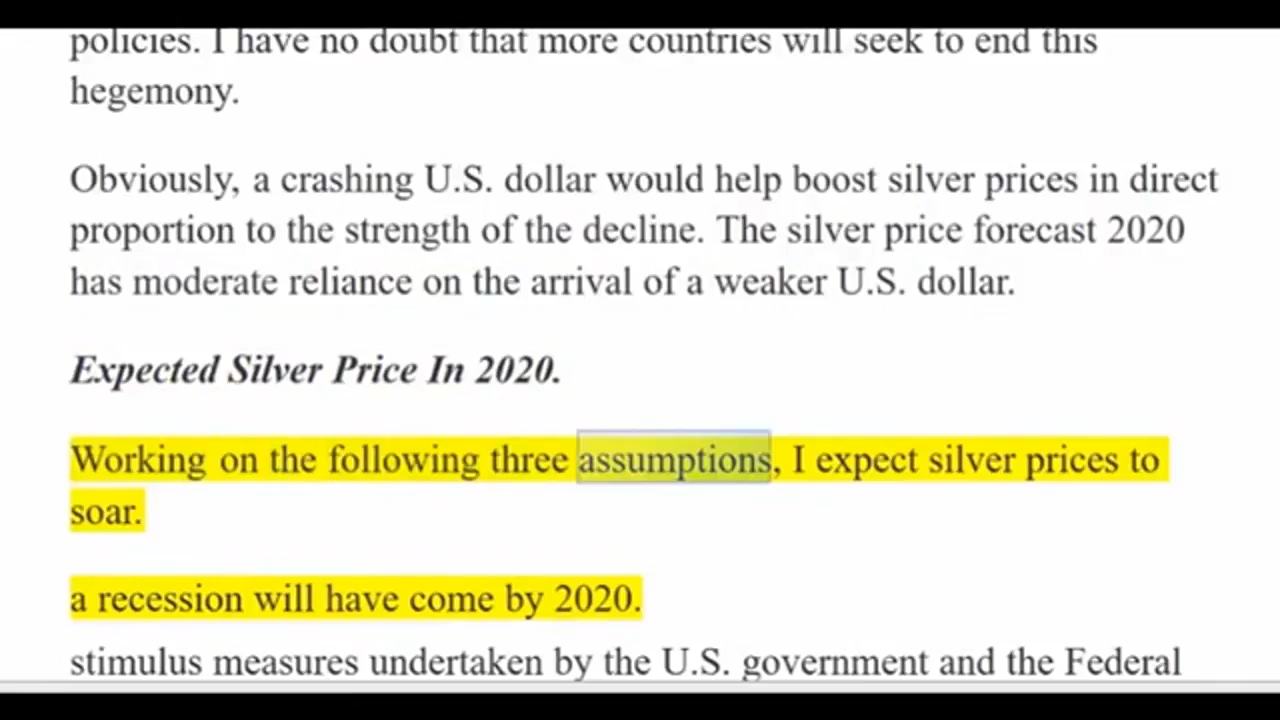 policies. I have no doubt that more countries will seek to end this
hegemony.
Obviously, a crashing U.S. dollar would help boost silver prices in direct
proportion to the strength of the decline. The silver price forecast 2020
has moderate reliance on the arrival of a weaker U.S. dollar.
Expected Silver Price In 2020.
Working on the following three assumptions, I expect silver prices to
soar.
a recession will have come by 2020.
stimulus measures undertaken by the U.S. government and the Federal